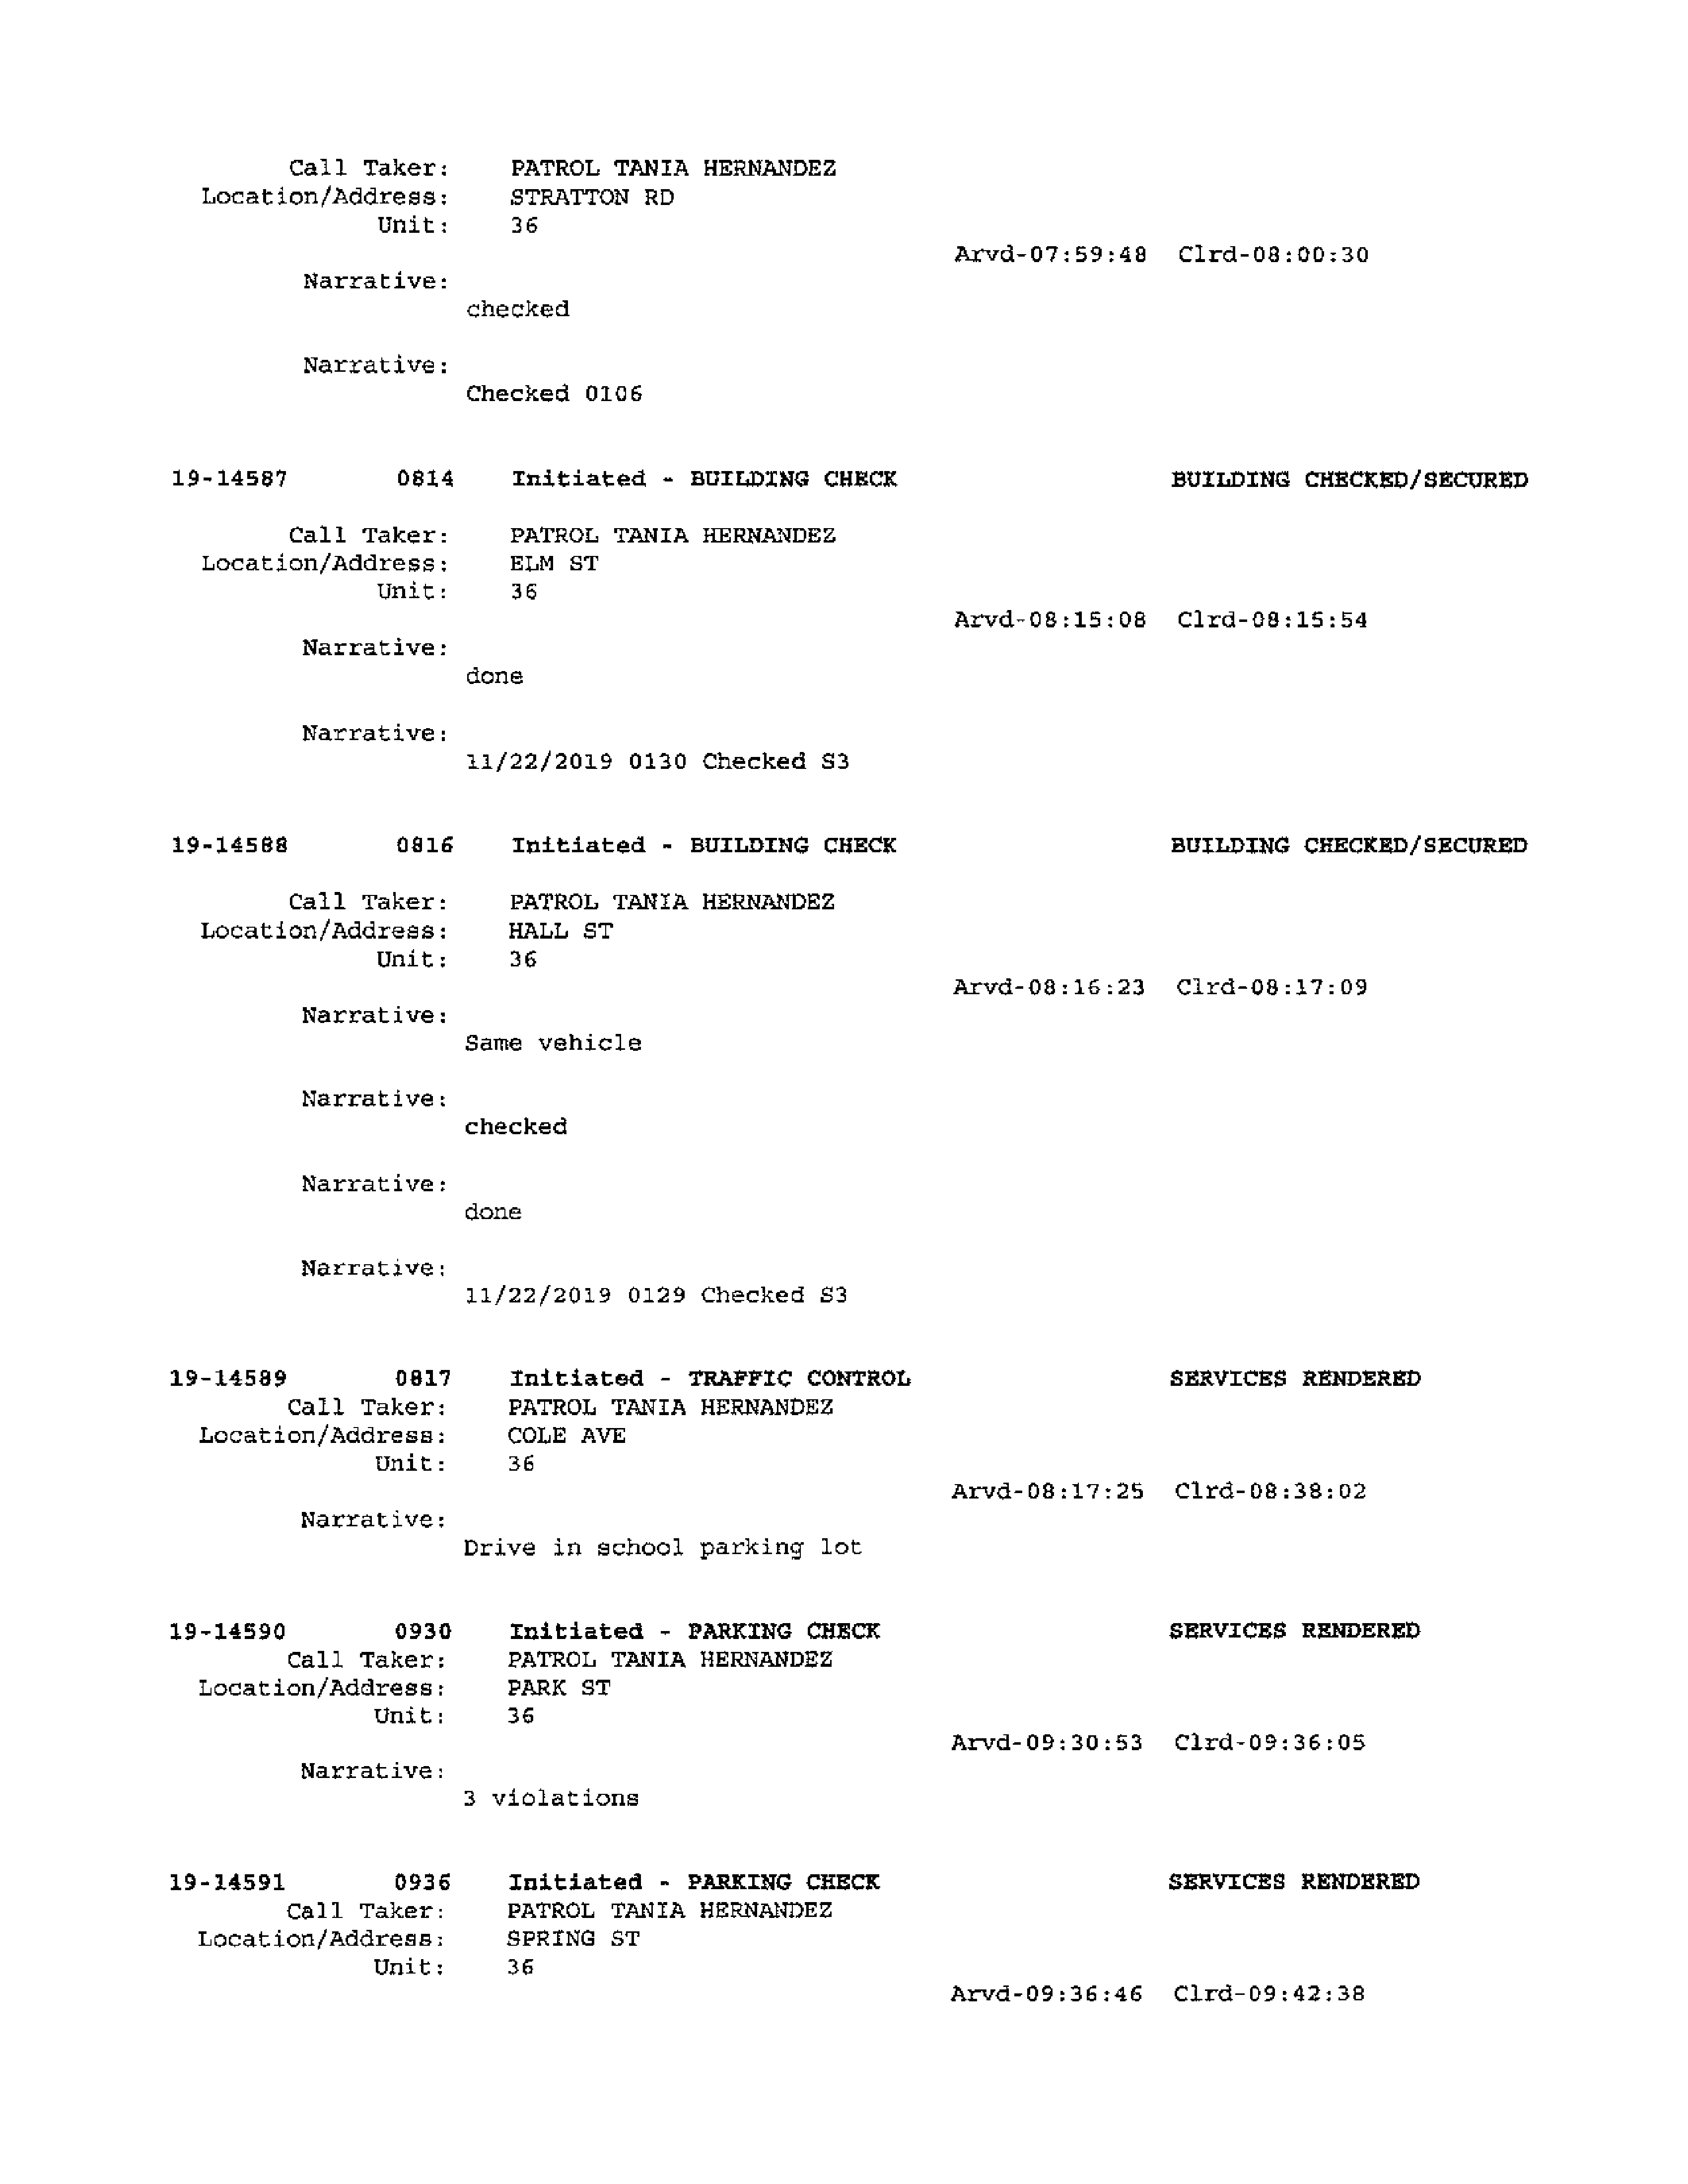 Call Taker: PATROL TANIA HERNANDEZ
Location/Address: STRATTON RD
Unit: 36
Arvd-07:59:48 Clrd-08:00:30
Narrative:
checked
Narrative:
Checked 0106
19-14587 0814 Initiated - BUILDING CHECK BUILDING CHECKED/SECURED
Call Taker: PATROL TANIA HERNANDEZ
Location/Address: ELM ST
Unit: 36
Arvd-08:15:08 Clrd-08:15:54
Narrative:
done
Narrative:
11/22/2019 0130 Checked S3
19-14588 0816 Initiated - BUILDING CHECK BUILDING CHECKED/SECURED
Call Taker: PATROL TANIA HERNANDEZ
Location/Address: HALL ST
Unit: 36
Arvd-08:16:23 Clrd-08:17:09
Narrative:
Same vehicle
Narrative:
checked
Narrative:
done
Narrative:
11/22/2019 0129 Checked S3
19-14589 0817 Initiated - TRAFFIC CONTROL SERVICES RENDERED
Call Taker: PATROL TANIA HERNANDEZ
Location/Address: COLE AVE
Unit: 36
Arvd-08:17:25 Clrd-08:38:02
Narrative:
Drive in school parking lot
19-14590 0930 Initiated - PARKING CHECK SERVICES RENDERED
Call Taker: PATROL TANIA HERNANDEZ
Location/Address: PARK ST
Unit: 36
Arvd-09:30:53 Clrd-09:36:05
Narrative:
3 violations
19-14591 0936 Initiated - PARKING CHECK SERVICES RENDERED
Call Taker: PATROL TANIA HERNANDEZ
Location/Address: SPRING ST
Unit: 36
Arvd-09:36:46 Clrd-09:42:38